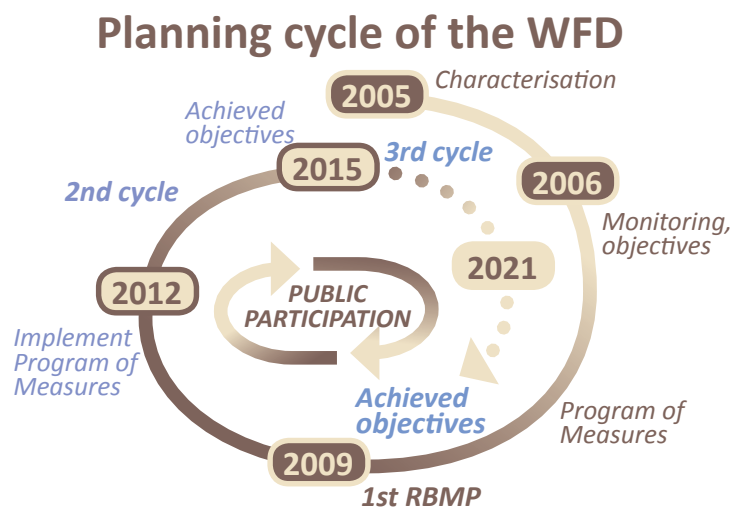 Planning cycle of the WFD
2005
Characterisation
Achieved
objectives
2015
3rd cycle
2nd cycle
2006
Monitoring,
objectives
2021
2012
PUBLIC
PARTICIPATION
Implement
Program of
Measures
Achieved
objectives
Program of
Measures
2009
1st RBMP